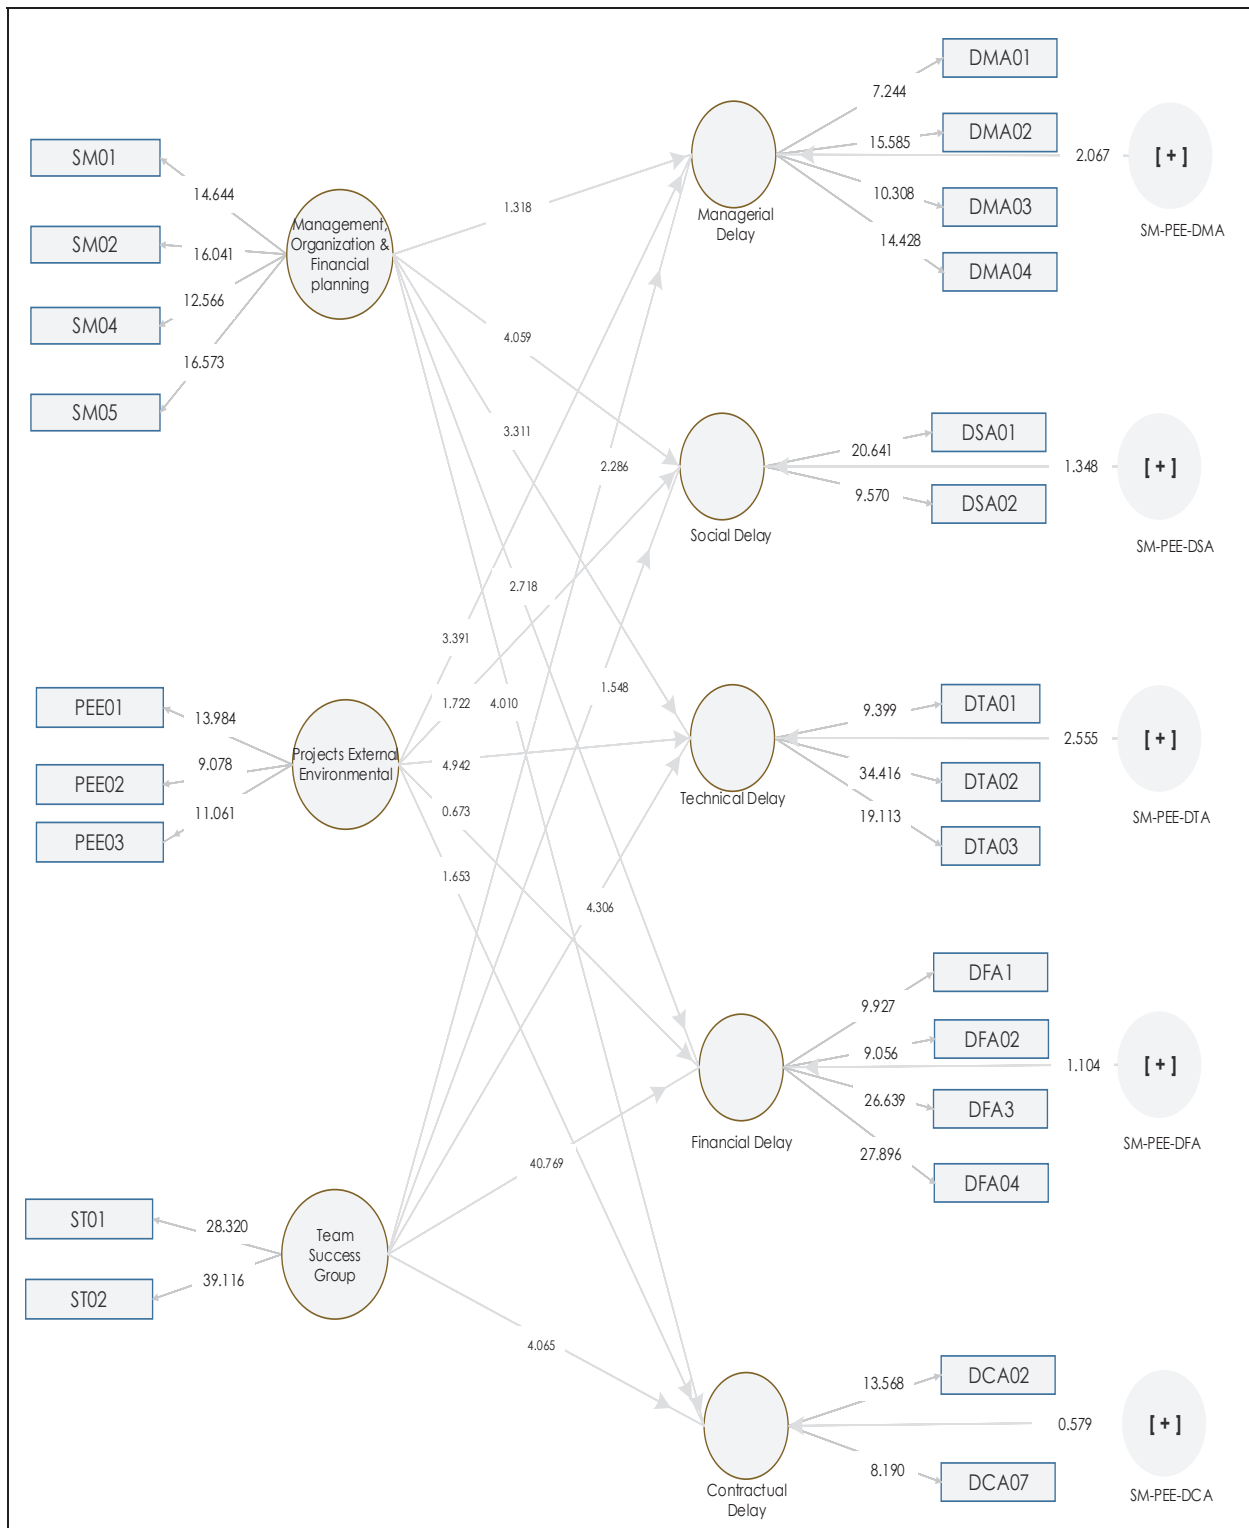 DMA01
7.244
DMA02
15.585
2.067
[+]
DMA03
10.308
DMA04
14.428
SM-PEE-DMA
Managerial
Delay
SM01
14.644
SM02
16.041
SM04
12.566
SM05
16.573
Management,
Organization &
Financial
planning
1.318
4.059
3.311
2.286
2.718
4.010
DSA01
20.641
1.348
[+]
DSA02
9.570
SM-PEE-DSA
Social Delay
PEE01
13.984
PEE02
9.078
PEE03
11.061
Projects External
Environmental
3.391
1.722
4.942
0.673
1.653
1.548
4.306
DTA01
9.399
2.555
[+]
DTA02
34.416
DTA03
19.113
SM-PEE-DTA
Technical Delay
DFA1
9.927
DFA02
9.056
1.104
[+]
DFA3
26.639
DFA04
27.896
SM-PEE-DFA
Financial Delay
ST01
28.320
ST02
39.116
Team
Success
Group
40.769
4.065
DCA02
13.568
0.579
[+]
DCA07
8.190
SM-PEE-DCA
Contractual
Delay